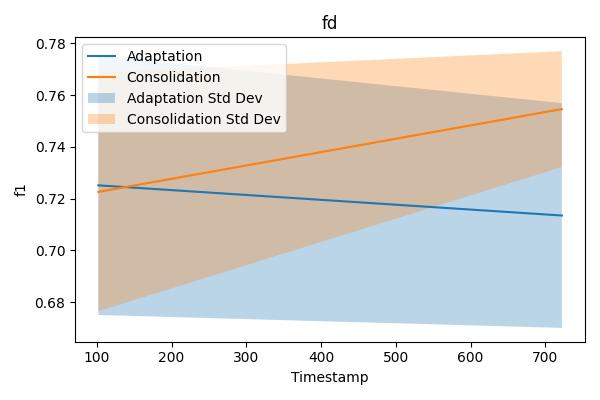 fd
0.78
0.76
0.74
0.72
0.70
0.68
f1
Adaptation
Consolidation
Adaptation Std Dev
Consolidation Std Dev
100 200 300 400 500 600 700
Timestamp